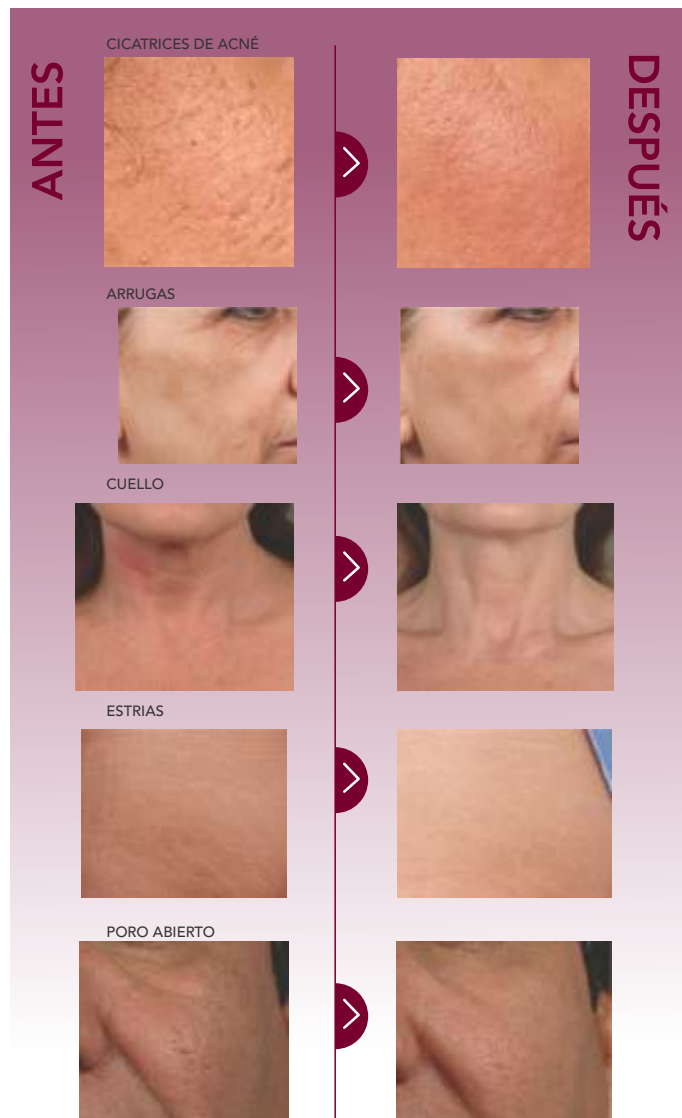 ANTES
DESPUÉS
CICATRICES DE ACNÉ
ARRUGAS
CUELLO
ESTRIAS
PORO ABIERTO